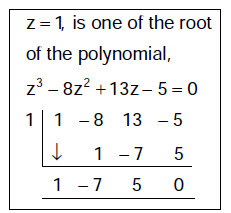 z = 1, is one of the root
of the polynomial,
z³ – 8z² + 13z – 5 = 0
1 | 1 – 8 13 – 5
↓ 1 – 7 5
1 – 7 5 0